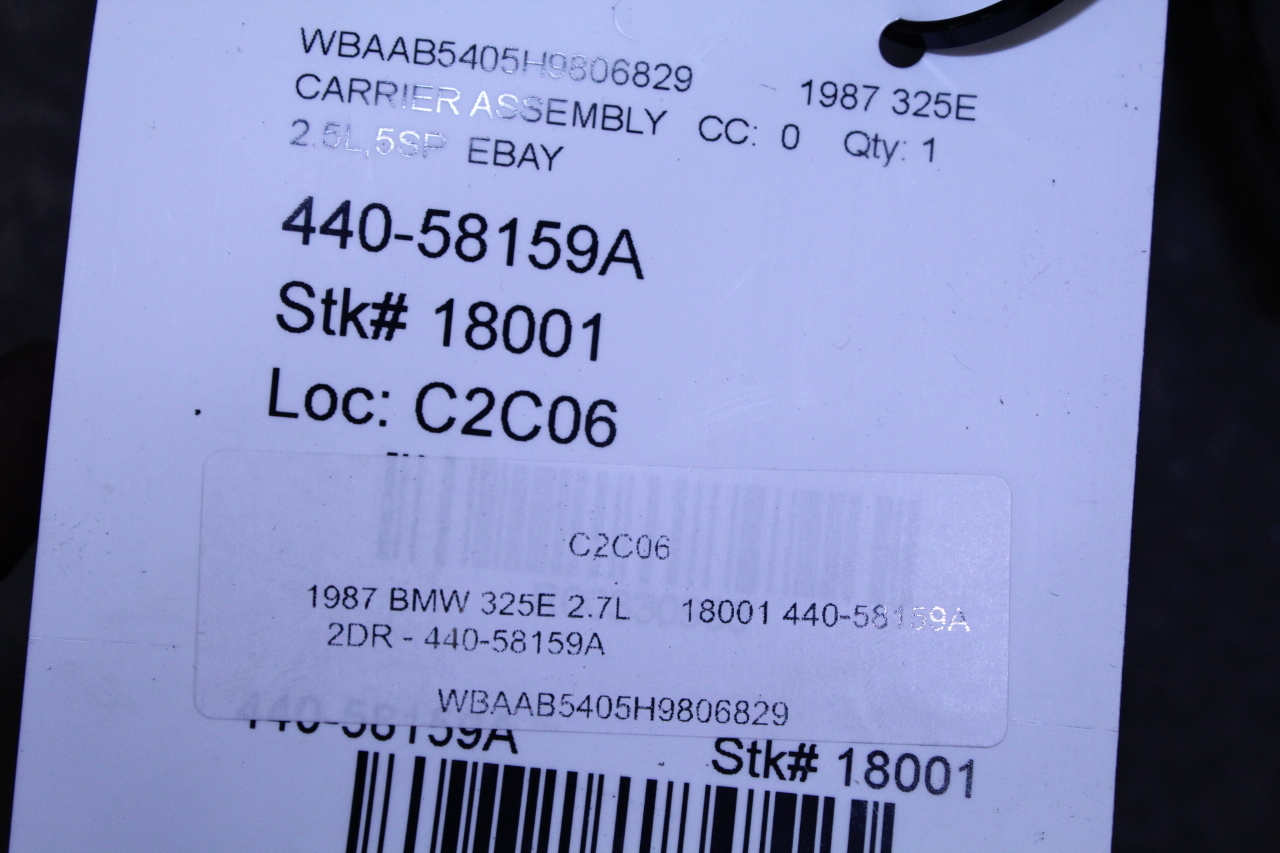 WBAAB5405H9806829 1987 325E
CARRIER ASSEMBLY CC: 0 Qty: 1
2.5L,5SP EBAY
440-58159A
Stk# 18001
Loc: C2C06
C2C06
1987 BMW 325E 2.7L 18001 440-58159A
2DR - 440-58159A
WBAAB5405H9806829
440-58159A Stk# 18001